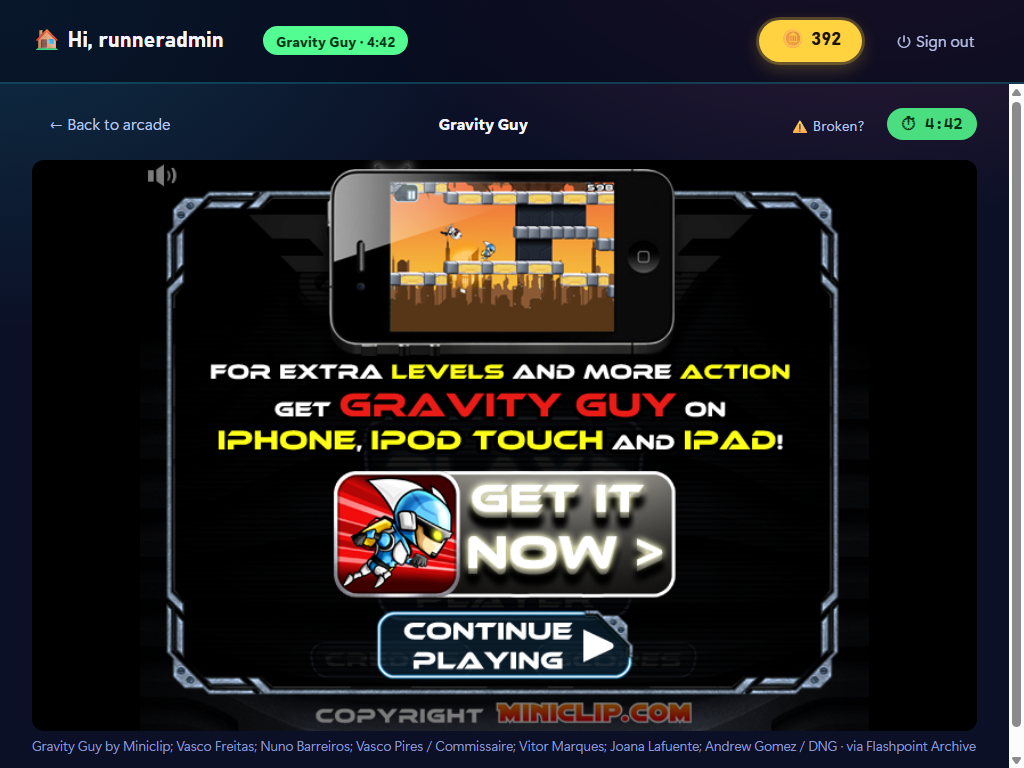 Hi, runneradmin
Gravity Guy · 4:42
392
Sign out
← Back to arcade
Gravity Guy
Broken?
4:42
598
FOR EXTRA LEVELS AND MORE ACTION
GET GRAVITY GUY ON
IPHONE, IPOD TOUCH AND IPAD!
GET IT
NOW >
CONTINUE
PLAYING
COPYRIGHT MINICLIP.COM
Gravity Guy by Miniclip; Vasco Freitas; Nuno Barreiros; Vasco Pires / Commissaire; Vitor Marques; Joana Lafuente; Andrew Gomez / DNG · via Flashpoint Archive